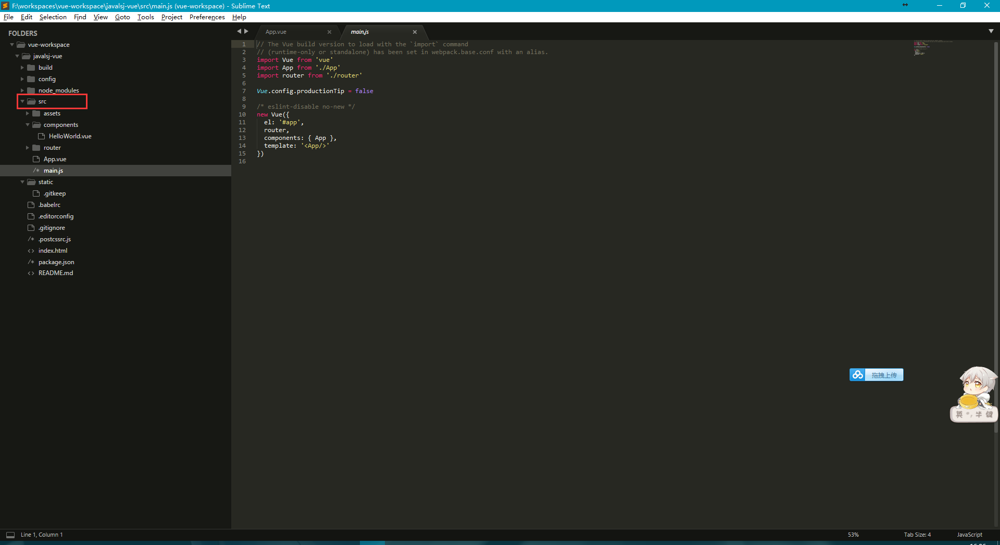 F:\workspaces\vue-workspace\javalsj-vue\src\main.js (vue-workspace) - Sublime Text
File Edit Selection Find View Goto Tools Project Preferences Help
FOLDERS
vue-workspace
javalsj-vue
build
config
node_modules
src
assets
components
HelloWorld.vue
router
App.vue
/* main.js
static
.gitkeep
.babelrc
.editorconfig
.gitignore
/* .postcssrc.js
<> index.html
/* package.json
<> README.md
App.vue × main.js ×
1 // The Vue build version to load with the `import` command
2 // (runtime-only or standalone) has been set in webpack.base.conf with an alias.
3 import Vue from 'vue'
4 import App from './App'
5 import router from './router'
6
7 Vue.config.productionTip = false
8
9 /* eslint-disable no-new */
10 new Vue({
11   el: '#app',
12   router,
13   components: { App },
14   template: '<App/>'
15 })
16
拖拽上传
英 半 键
Line 1, Column 1 53% Tab Size: 4 JavaScript